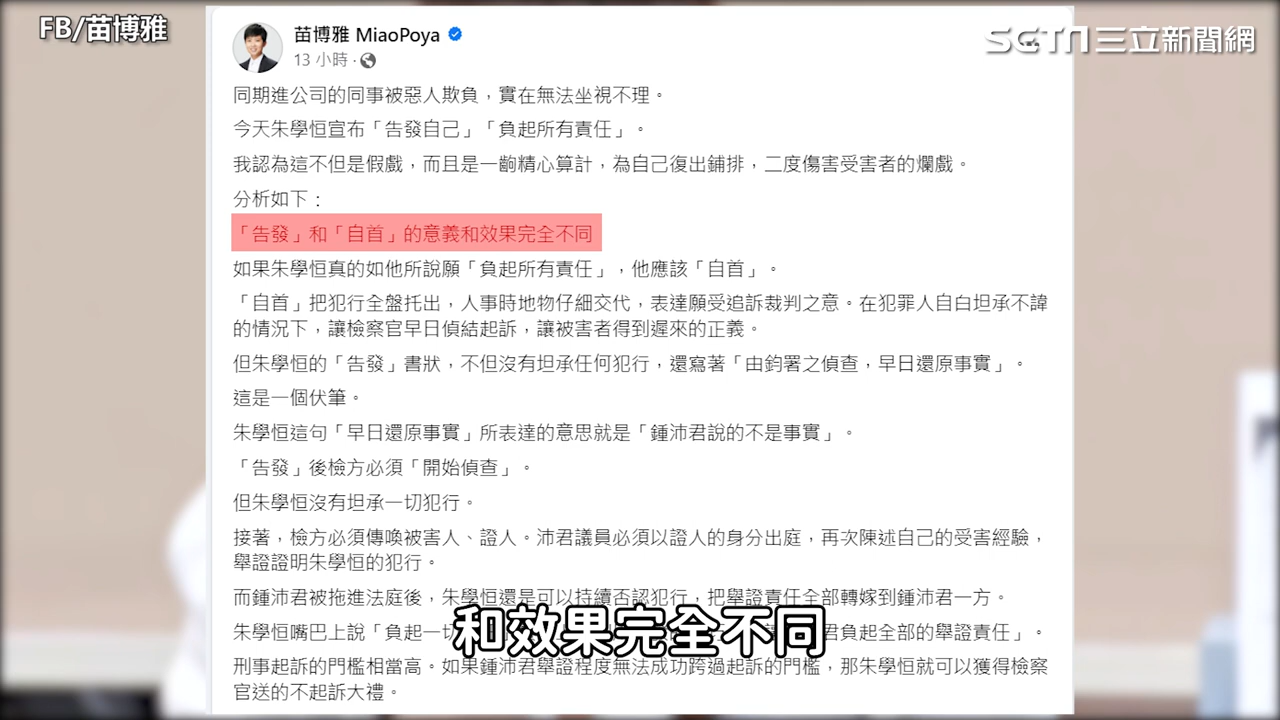 FB/苗博雅
SETN三立新聞網
苗博雅 MiaoPoya
13 小時·
同期進公司的同事被惡人欺負，實在無法坐視不理。
今天朱學恒宣布「告發自己」「負起所有責任」。
我認為這不但是假戲，而且是一齣精心算計，為自己復出鋪排，二度傷害受害者的爛戲。
分析如下：
「告發」和「自首」的意義和效果完全不同
如果朱學恒真的如他所說願「負起所有責任」，他應該「自首」。
「自首」把犯行全盤托出，人事時地物仔細交代，表達願受追訴裁判之意。在犯罪人自白坦承不諱
的情況下，讓檢察官早日偵結起訴，讓被害者得到遲來的正義。
但朱學恒的「告發」書狀，不但沒有坦承任何犯行，還寫著「由鈞署之偵查，早日還原事實」。
這是一個伏筆。
朱學恒這句「早日還原事實」所表達的意思就是「鍾沛君說的不是事實」。
「告發」後檢方必須「開始偵查」。
但朱學恒沒有坦承一切犯行。
接著，檢方必須傳喚被害人、證人。沛君議員必須以證人的身分出庭，再次陳述自己的受害經驗，
舉證證明朱學恒的犯行。
而鍾沛君被拖進法庭後，朱學恒還是可以持續否認犯行，把舉證責任全部轉嫁到鍾沛君一方。
朱學恒嘴巴上說「負起一切 君負起全部的舉證責任」。
和效果完全不同
刑事起訴的門檻相當高。如果鍾沛君舉證程度無法成功跨過起訴的門檻，那朱學恒就可以獲得檢察
官送的不起訴大禮。